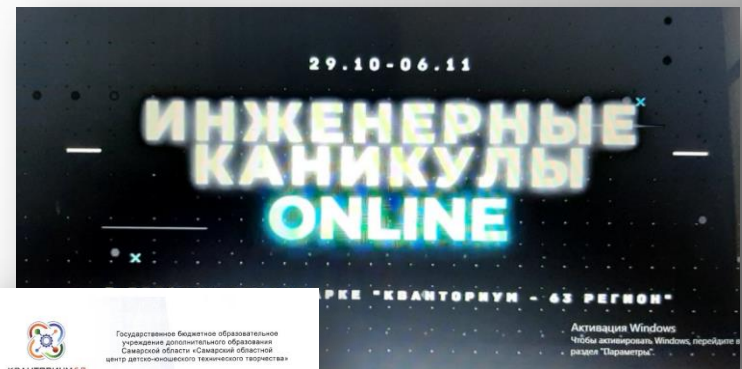 29.10-06.11
ИНЖЕНЕРНЫЕ
КАНИКУЛЫ
ONLINE
РКЕ "КВАНТОРИУМ - 63 РЕГИОН"
Активация Windows
Чтобы активировать Windows, перейдите в
раздел "Параметры".
Государственное бюджетное образовательное
учреждение дополнительного образования
Самарской области «Самарский областной
центр детско-юношеского технического творчества»